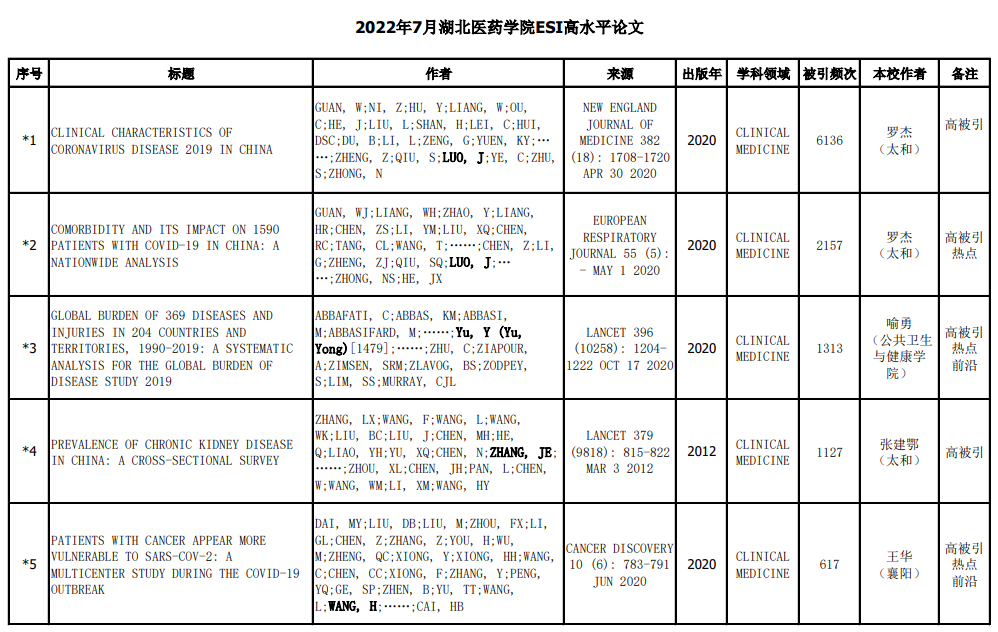 2022年7月湖北医药学院ESI高水平论文
序号 标题 作者 来源 出版年 学科领域 被引频次 本校作者 备注
*1
CLINICAL CHARACTERISTICS OF
CORONAVIRUS DISEASE 2019 IN CHINA
GUAN, W;NI, Z;HU, Y;LIANG, W;OU,
C;HE, J;LIU, L;SHAN, H;LEI, C;HUI,
DSC;DU, B;LI, L;ZENG, G;YUEN, KY;…
…;ZHENG, Z;QIU, S;LUO, J;YE, C;ZHU,
S;ZHONG, N
NEW ENGLAND
JOURNAL OF
MEDICINE 382
(18): 1708-1720
APR 30 2020
2020
CLINICAL
MEDICINE
6136
罗杰
（太和）
高被引
*2
COMORBIDITY AND ITS IMPACT ON 1590
PATIENTS WITH COVID-19 IN CHINA: A
NATIONWIDE ANALYSIS
GUAN, WJ;LIANG, WH;ZHAO, Y;LIANG,
HR;CHEN, ZS;LI, YM;LIU, XQ;CHEN,
RC;TANG, CL;WANG, T;……;CHEN, Z;LI,
G;ZHENG, ZJ;QIU, SQ;LUO, J;…
…;ZHONG, NS;HE, JX
EUROPEAN
RESPIRATORY
JOURNAL 55 (5):
- MAY 1 2020
2020
CLINICAL
MEDICINE
2157
罗杰
（太和）
高被引
热点
*3
GLOBAL BURDEN OF 369 DISEASES AND
INJURIES IN 204 COUNTRIES AND
TERRITORIES, 1990-2019: A SYSTEMATIC
ANALYSIS FOR THE GLOBAL BURDEN OF
DISEASE STUDY 2019
ABBAFATI, C;ABBAS, KM;ABBASI,
M;ABBASIFARD, M;……;Yu, Y (Yu,
Yong)[1479];……;ZHU, C;ZIAPOUR,
A;ZIMSEN, SRM;ZLAVOG, BS;ZODPEY,
S;LIM, SS;MURRAY, CJL
LANCET 396
(10258): 1204-
1222 OCT 17 2020
2020
CLINICAL
MEDICINE
1313
喻勇
（公共卫生
与健康学
院）
高被引
热点
前沿
*4
PREVALENCE OF CHRONIC KIDNEY DISEASE
IN CHINA: A CROSS-SECTIONAL SURVEY
ZHANG, LX;WANG, F;WANG, L;WANG,
WK;LIU, BC;LIU, J;CHEN, MH;HE,
Q;LIAO, YH;YU, XQ;CHEN, N;ZHANG, JE;
……;ZHOU, XL;CHEN, JH;PAN, L;CHEN,
W;WANG, WM;LI, XM;WANG, HY
LANCET 379
(9818): 815-822
MAR 3 2012
2012
CLINICAL
MEDICINE
1127
张建鄂
（太和）
高被引
*5
PATIENTS WITH CANCER APPEAR MORE
VULNERABLE TO SARS-COV-2: A
MULTICENTER STUDY DURING THE COVID-19
OUTBREAK
DAI, MY;LIU, DB;LIU, M;ZHOU, FX;LI,
GL;CHEN, Z;ZHANG, Z;YOU, H;WU,
M;ZHENG, QC;XIONG, Y;XIONG, HH;WANG,
C;CHEN, CC;XIONG, F;ZHANG, Y;PENG,
YQ;GE, SP;ZHEN, B;YU, TT;WANG,
L;WANG, H;……;CAI, HB
CANCER DISCOVERY
10 (6): 783-791
JUN 2020
2020
CLINICAL
MEDICINE
617
王华
（襄阳）
高被引
热点
前沿